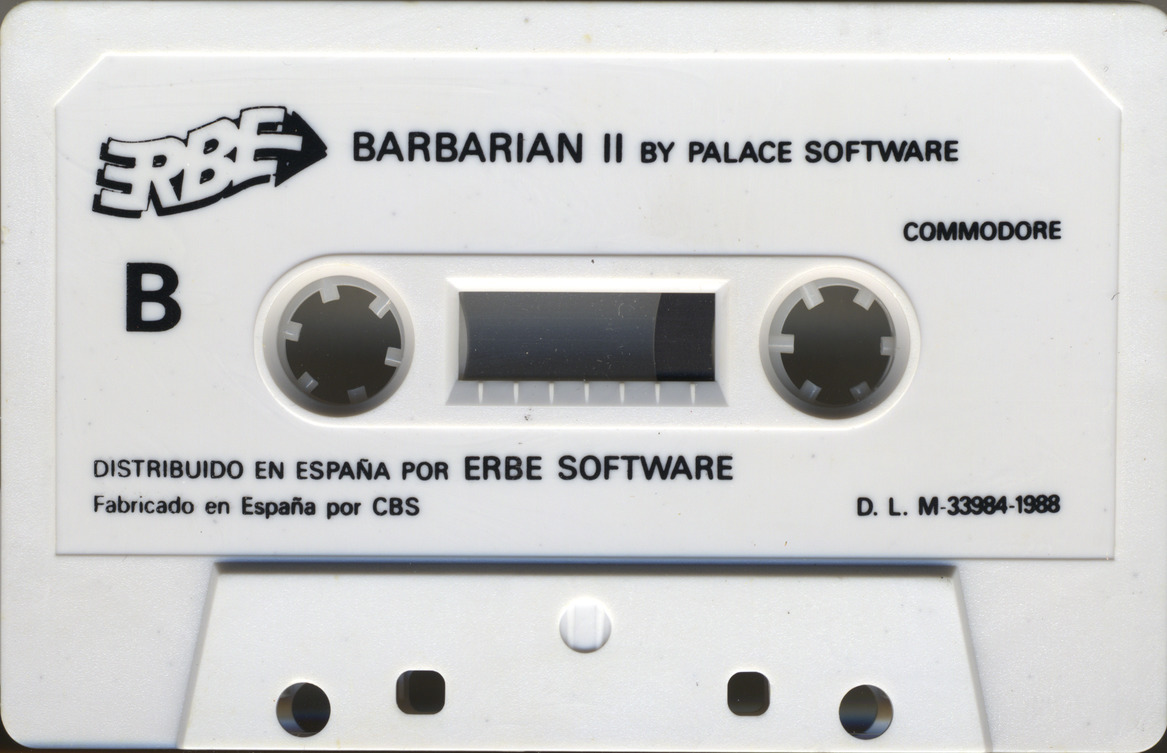 ERBE
BARBARIAN II BY PALACE SOFTWARE
COMMODORE
B
DISTRIBUIDO EN ESPAÑA POR ERBE SOFTWARE
Fabricado en España por CBS
D. L. M-33984-1988